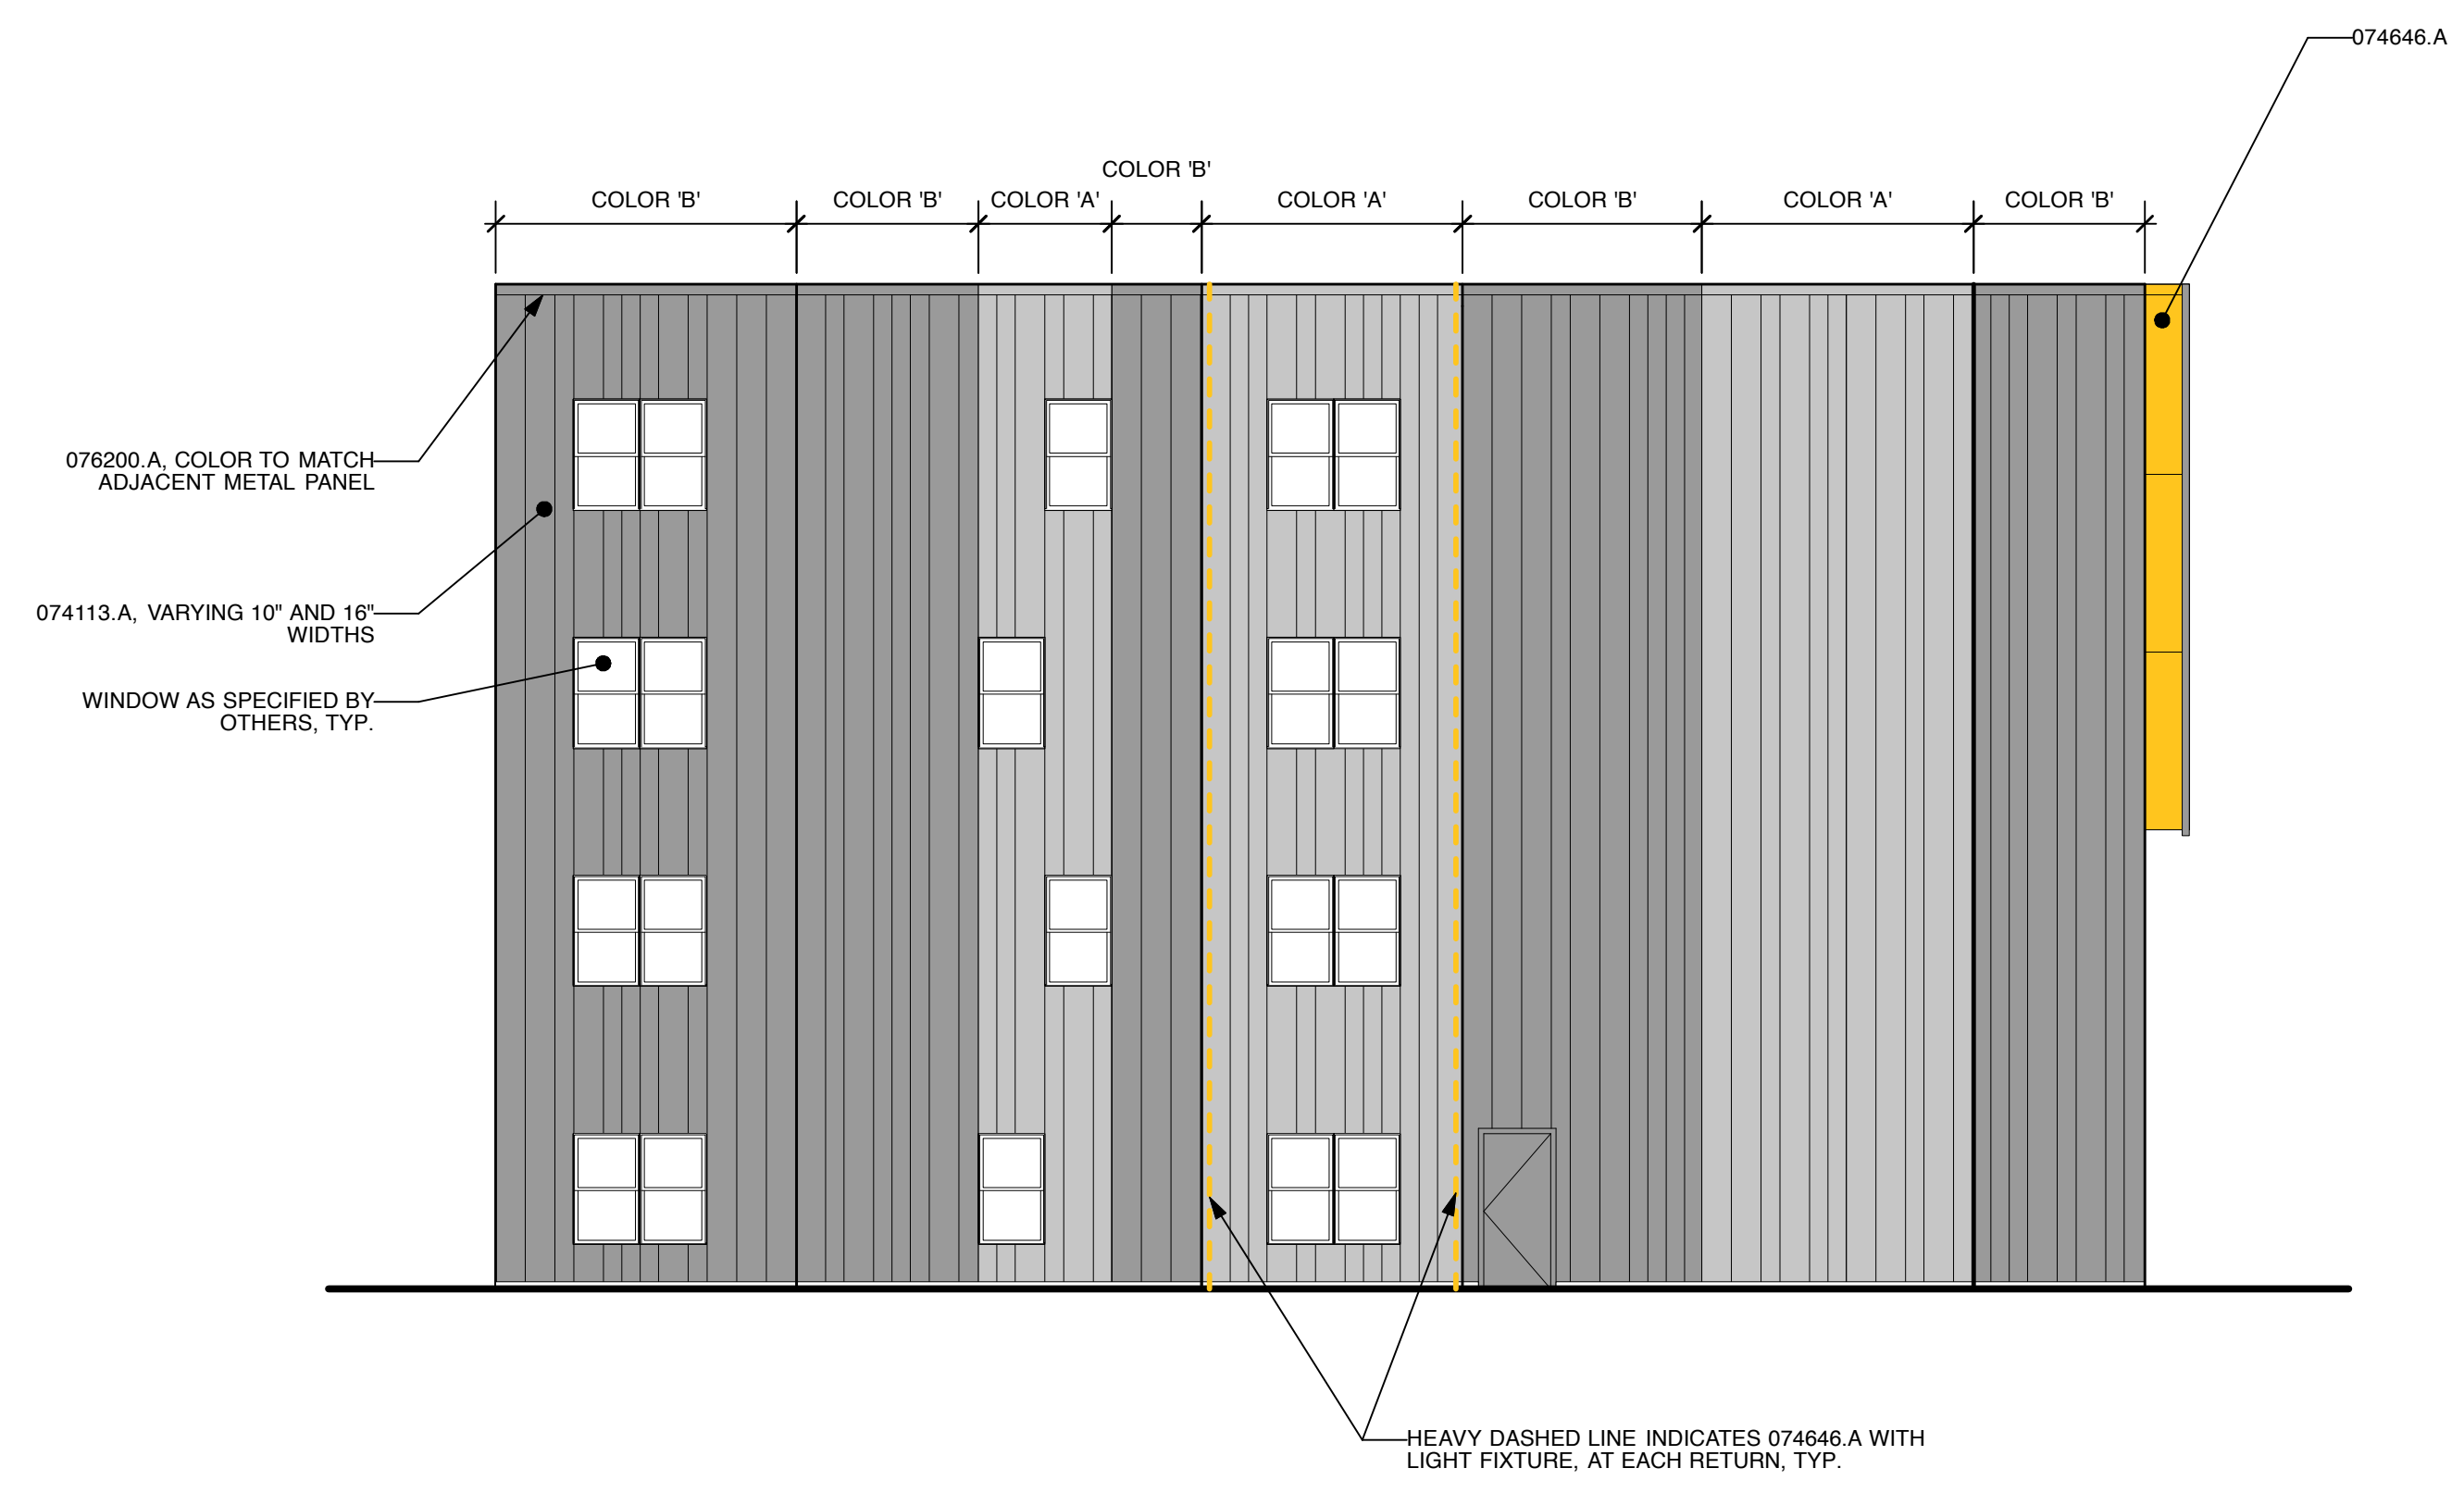 074646.A
COLOR 'B'
COLOR 'B'
COLOR 'B'
COLOR 'A'
COLOR 'A'
COLOR 'B'
COLOR 'A'
COLOR 'B'
076200.A, COLOR TO MATCH
ADJACENT METAL PANEL
074113.A, VARYING 10" AND 16"
WIDTHS
WINDOW AS SPECIFIED BY
OTHERS, TYP.
HEAVY DASHED LINE INDICATES 074646.A WITH
LIGHT FIXTURE, AT EACH RETURN, TYP.